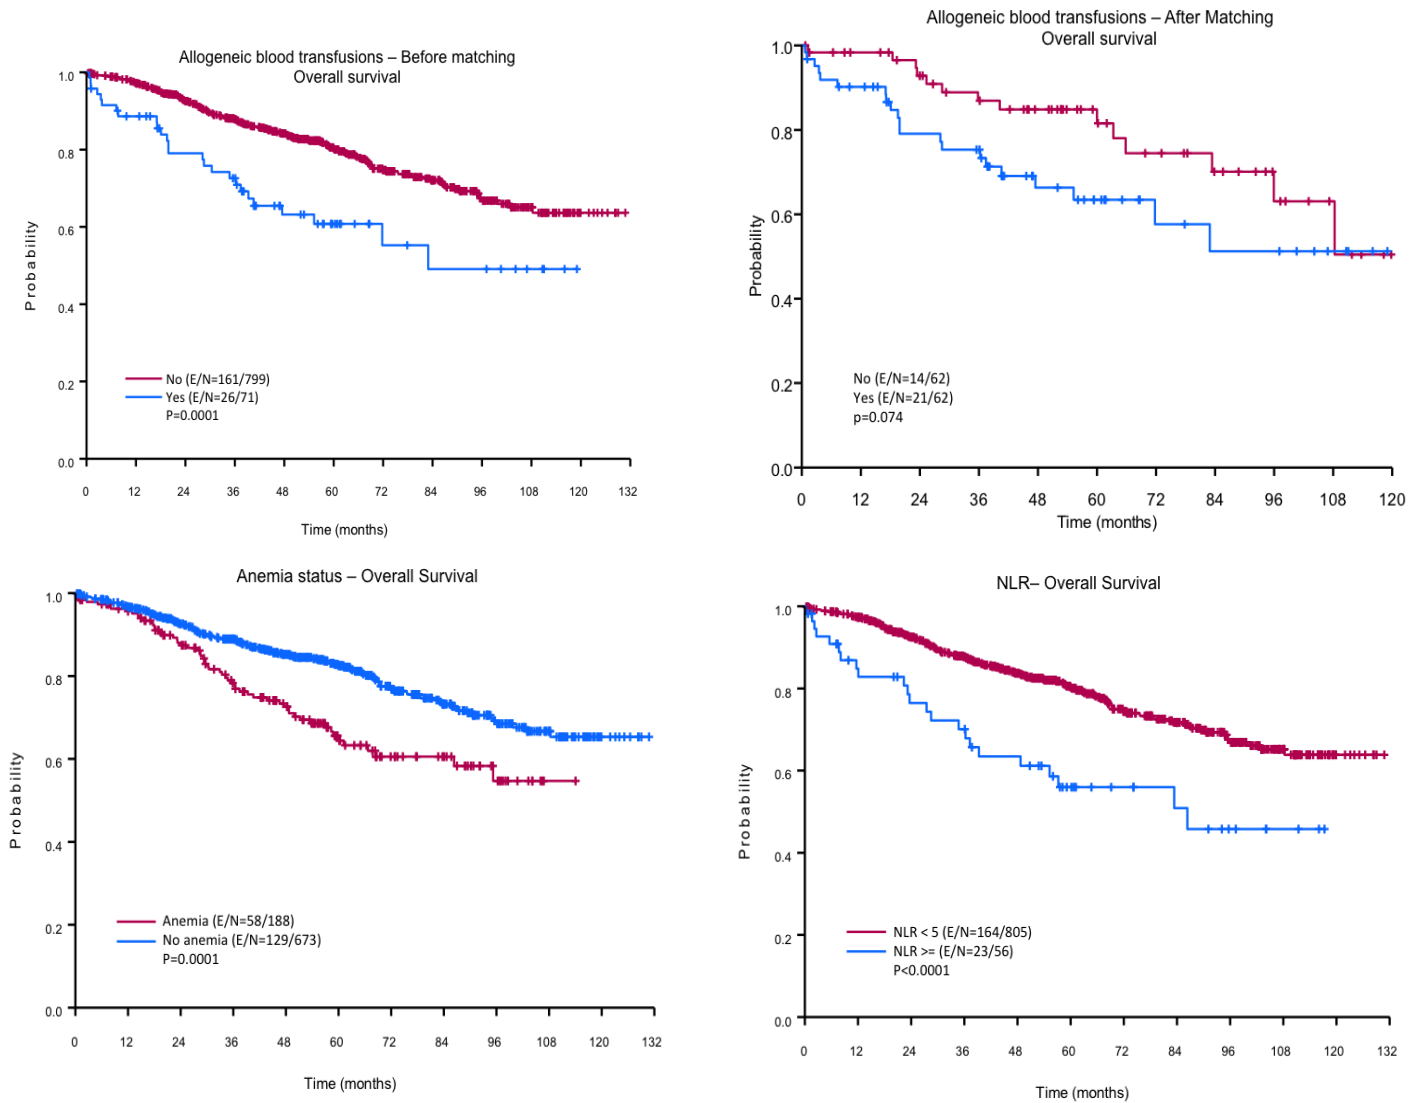 Allogeneic blood transfusions – Before matching
Overall survival
1.0
0.8
0.6
0.4
0.2
0.0
Probability
No (E/N=161/799)
Yes (E/N=26/71)
P=0.0001
0 12 24 36 48 60 72 84 96 108 120 132
Time (months)
Allogeneic blood transfusions – After Matching
Overall survival
1.0
0.8
0.6
0.4
0.2
0.0
Probability
No (E/N=14/62)
Yes (E/N=21/62)
p=0.074
0 12 24 36 48 60 72 84 96 108 120
Time (months)
Anemia status – Overall Survival
1.0
0.8
0.6
0.4
0.2
0.0
Probability
Anemia (E/N=58/188)
No anemia (E/N=129/673)
P=0.0001
0 12 24 36 48 60 72 84 96 108 120 132
Time (months)
NLR– Overall Survival
1.0
0.8
0.6
0.4
0.2
0.0
Probability
NLR < 5 (E/N=164/805)
NLR >= (E/N=23/56)
P<0.0001
0 12 24 36 48 60 72 84 96 108 120 132
Time (months)